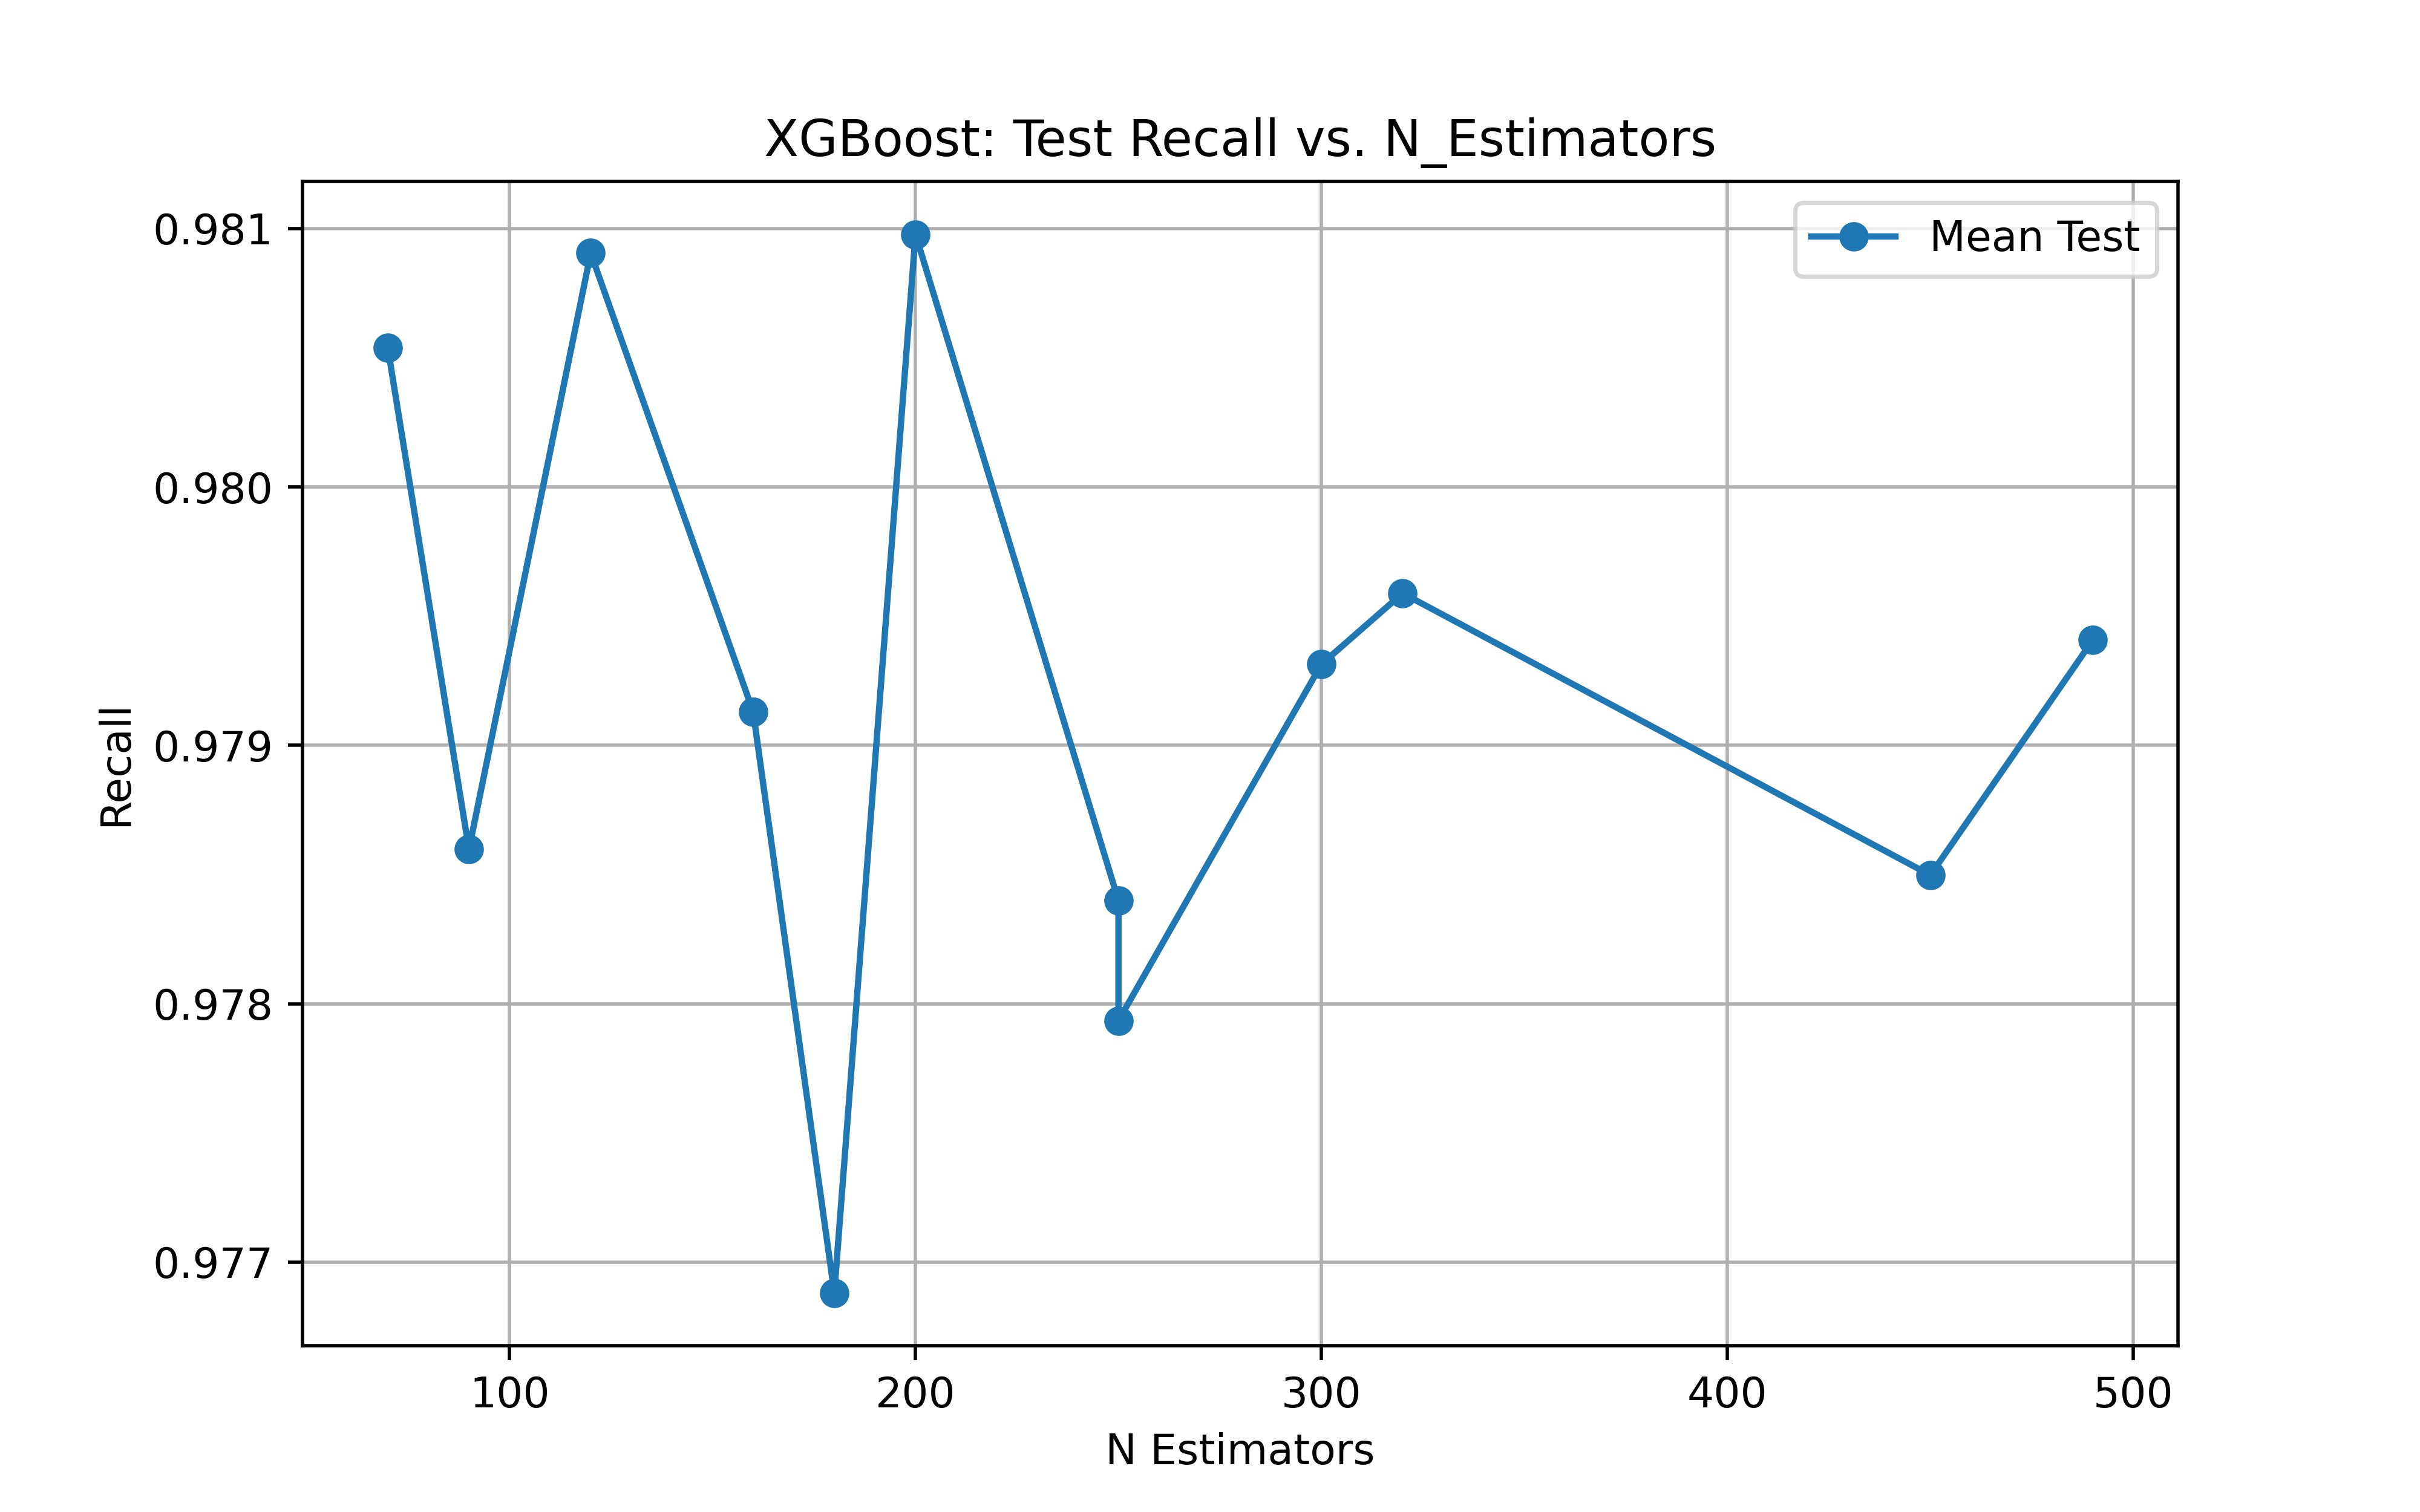 XGBoost: Test Recall vs. N_Estimators
Mean Test
Recall
0.981
0.980
0.979
0.978
0.977
100 200 300 400 500
N Estimators